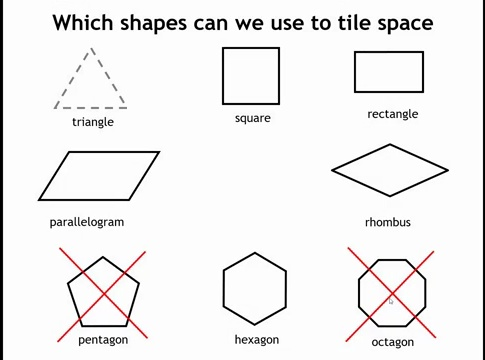 Which shapes can we use to tile space
triangle
square
rectangle
parallelogram
rhombus
pentagon
hexagon
octagon